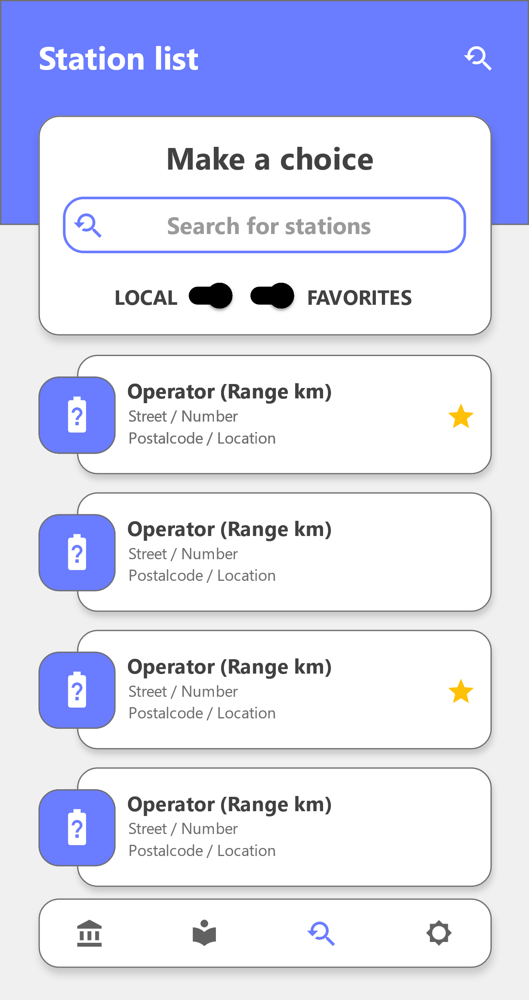 Station list
Make a choice
Search for stations
LOCAL FAVORITES
Operator (Range km)
Street / Number
Postalcode / Location
Operator (Range km)
Street / Number
Postalcode / Location
Operator (Range km)
Street / Number
Postalcode / Location
Operator (Range km)
Street / Number
Postalcode / Location